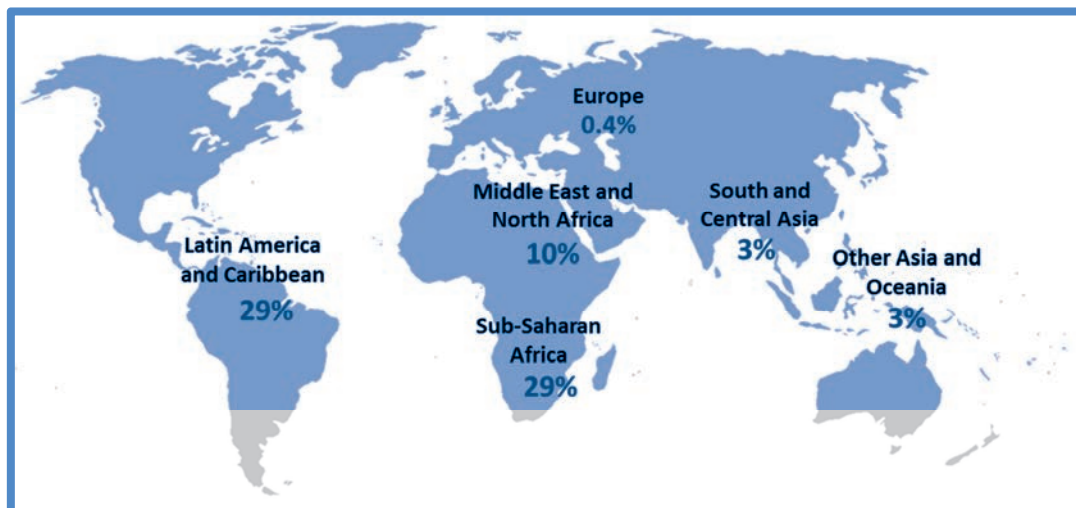 Europe
0.4%
Middle East and
North Africa
10%
South and
Central Asia
3%
Latin America
and Caribbean
29%
Other Asia and
Oceania
3%
Sub-Saharan
Africa
29%